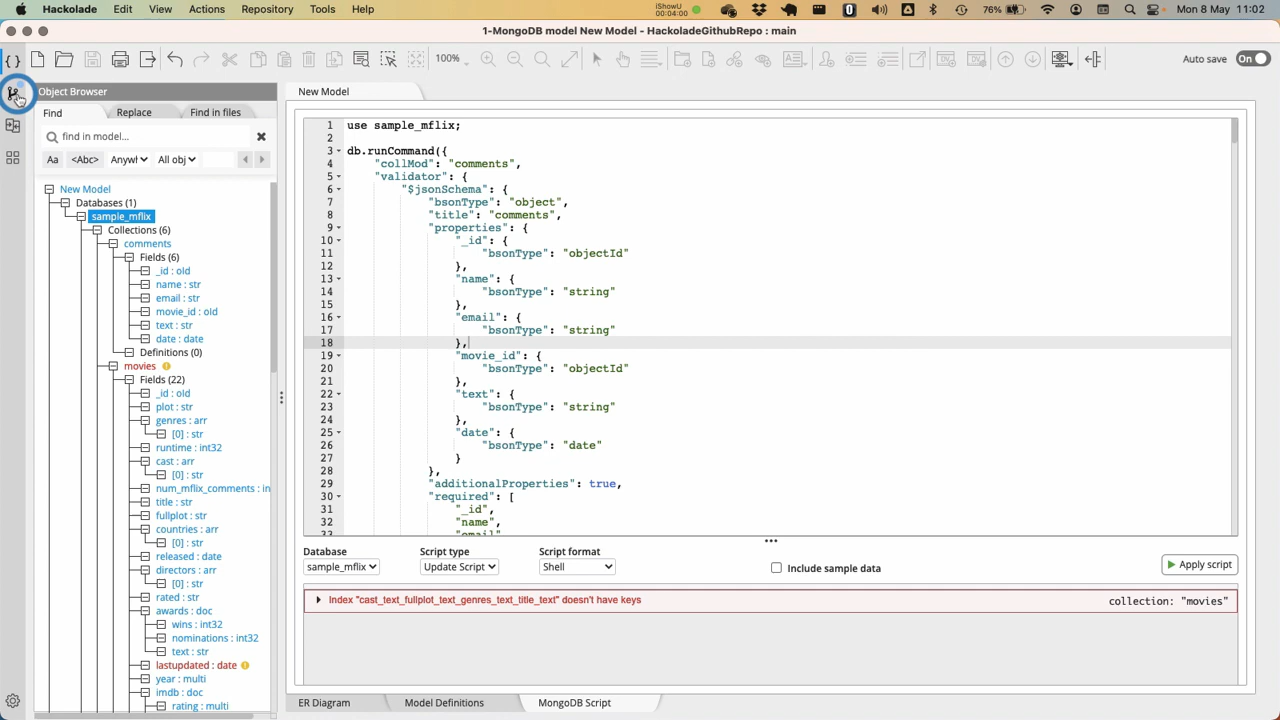 Hackolade Edit View Actions Repository Tools Help iShowU 00:04:00 76% Mon 8 May 11:02
1-MongoDB model New Model - HackoladeGithubRepo : main
{ } 100% Auto save On
Object Browser
New Model
Find Replace Find in files
find in model...
Aa <Abc> Anywh All obj
New Model
Databases (1)
sample_mflix
Collections (6)
comments
Fields (6)
_id : oId
name : str
email : str
movie_id : oId
text : str
date : date
Definitions (0)
movies
Fields (22)
_id : oId
plot : str
genres : arr
[0] : str
runtime : int32
cast : arr
[0] : str
num_mflix_comments : in
title : str
fullplot : str
countries : arr
[0] : str
released : date
directors : arr
[0] : str
rated : str
awards : doc
wins : int32
nominations : int32
text : str
lastupdated : date
year : multi
imdb : doc
rating : multi
1 use sample_mflix;
2
3 db.runCommand({
4 "collMod": "comments",
5 "validator": {
6 "$jsonSchema": {
7 "bsonType": "object",
8 "title": "comments",
9 "properties": {
10 "_id": {
11 "bsonType": "objectId"
12 },
13 "name": {
14 "bsonType": "string"
15 },
16 "email": {
17 "bsonType": "string"
18 },
19 "movie_id": {
20 "bsonType": "objectId"
21 },
22 "text": {
23 "bsonType": "string"
24 },
25 "date": {
26 "bsonType": "date"
27 }
28 },
29 "additionalProperties": true,
30 "required": [
31 "_id",
32 "name",
33 "email"
Database Script type Script format
sample_mflix Update Script Shell Include sample data Apply script
Index "cast_text_fullplot_text_genres_text_title_text" doesn't have keys collection: "movies"
ER Diagram Model Definitions MongoDB Script